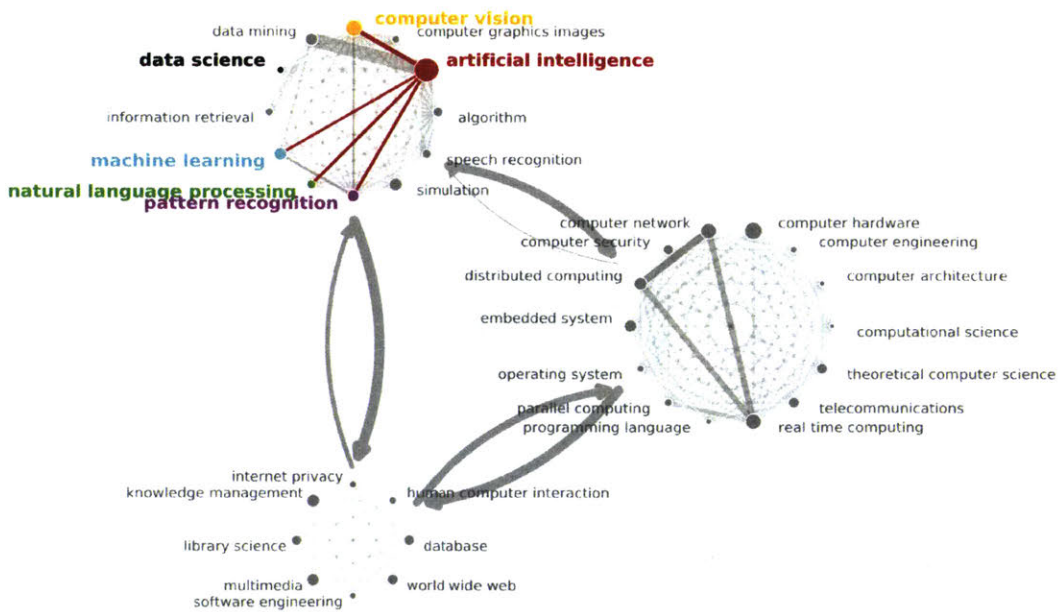 computer vision
data mining
computer graphics images
data science
artificial intelligence
information retrieval
algorithm
machine learning
speech recognition
natural language processing
simulation
pattern recognition
computer network
computer hardware
computer security
computer engineering
distributed computing
computer architecture
embedded system
computational science
operating system
theoretical computer science
parallel computing
telecommunications
programming language
real time computing
internet privacy
knowledge management
human computer interaction
library science
database
multimedia
world wide web
software engineering